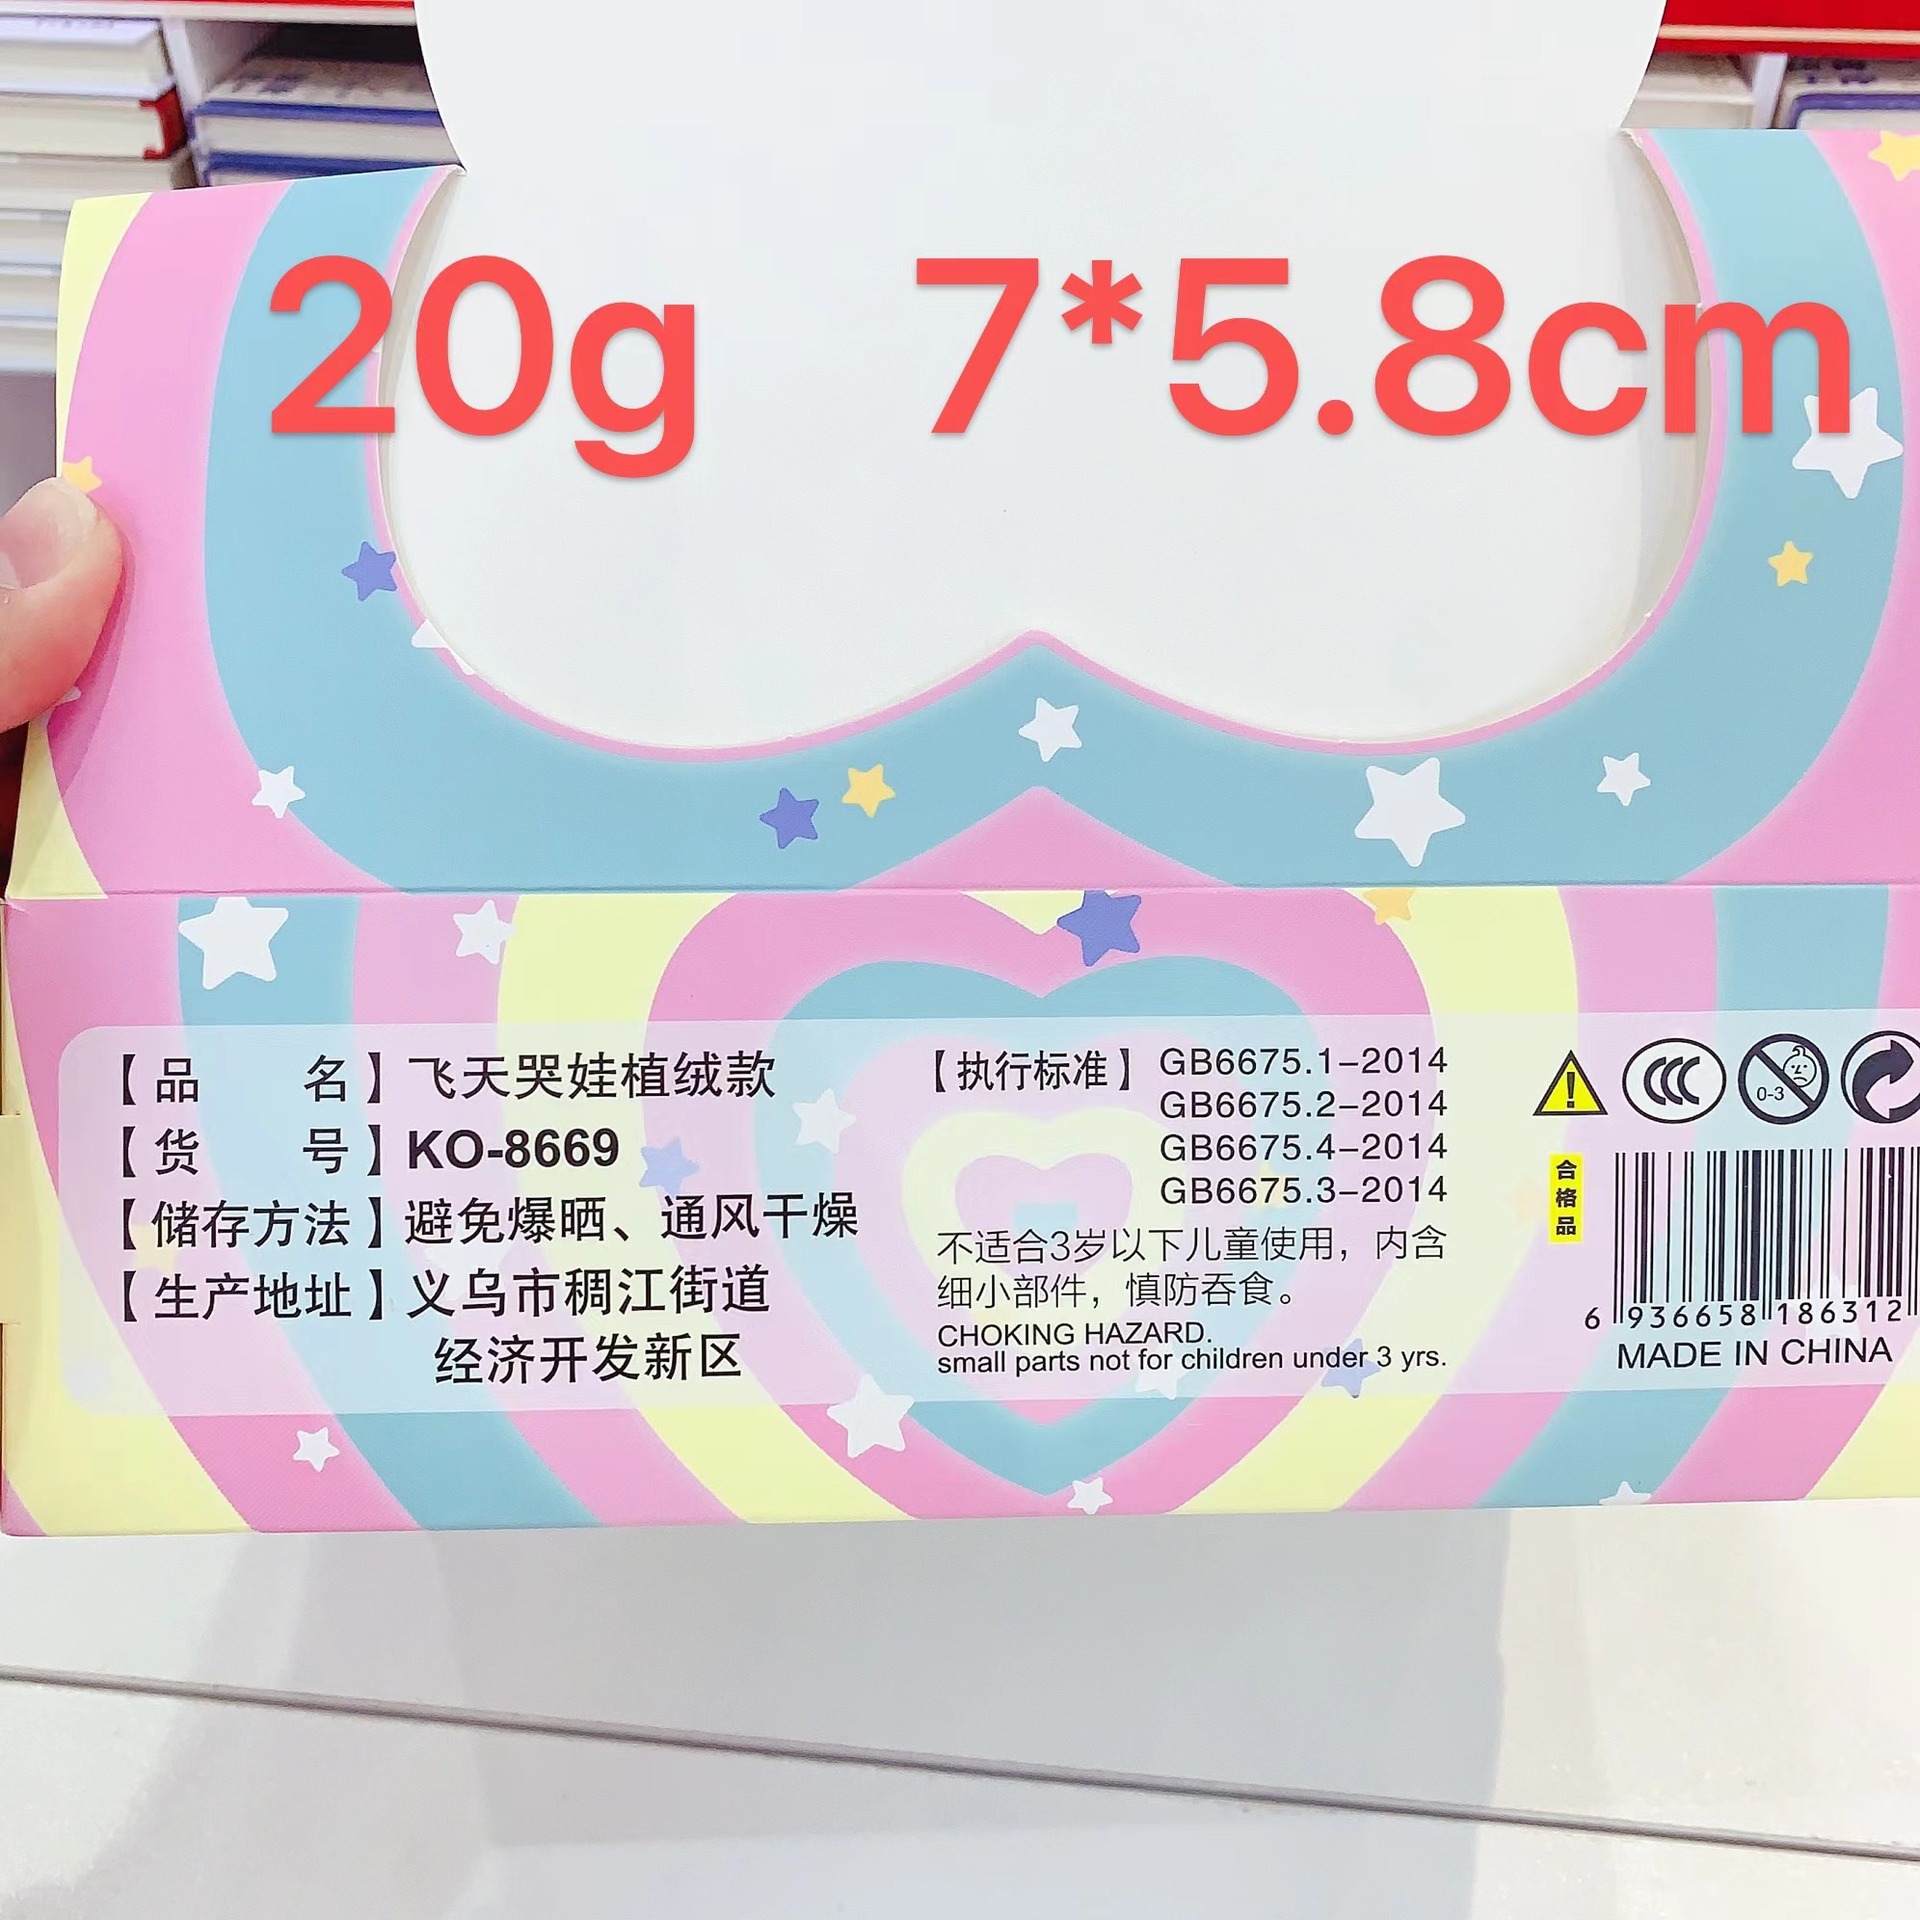 20g 7*5.8cm
【品 名】飞天哭娃植绒款
【货 号】KO-8669
【储存方法】避免爆晒、通风干燥
【生产地址】义乌市稠江街道
经济开发新区
【执行标准】GB6675.1-2014
GB6675.2-2014
GB6675.4-2014
GB6675.3-2014
不适合3岁以下儿童使用，内含
细小部件，慎防吞食。
CHOKING HAZARD.
small parts not for children under 3 yrs.
0-3
合格品
6 936658 186312
MADE IN CHINA